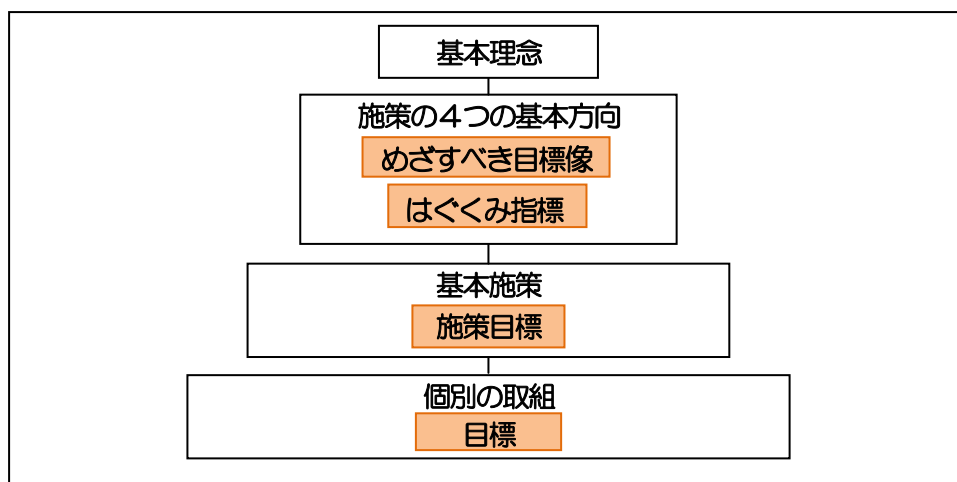 基本理念
施策の４つの基本方向
めざすべき目標像
はぐくみ指標
基本施策
施策目標
個別の取組
目標